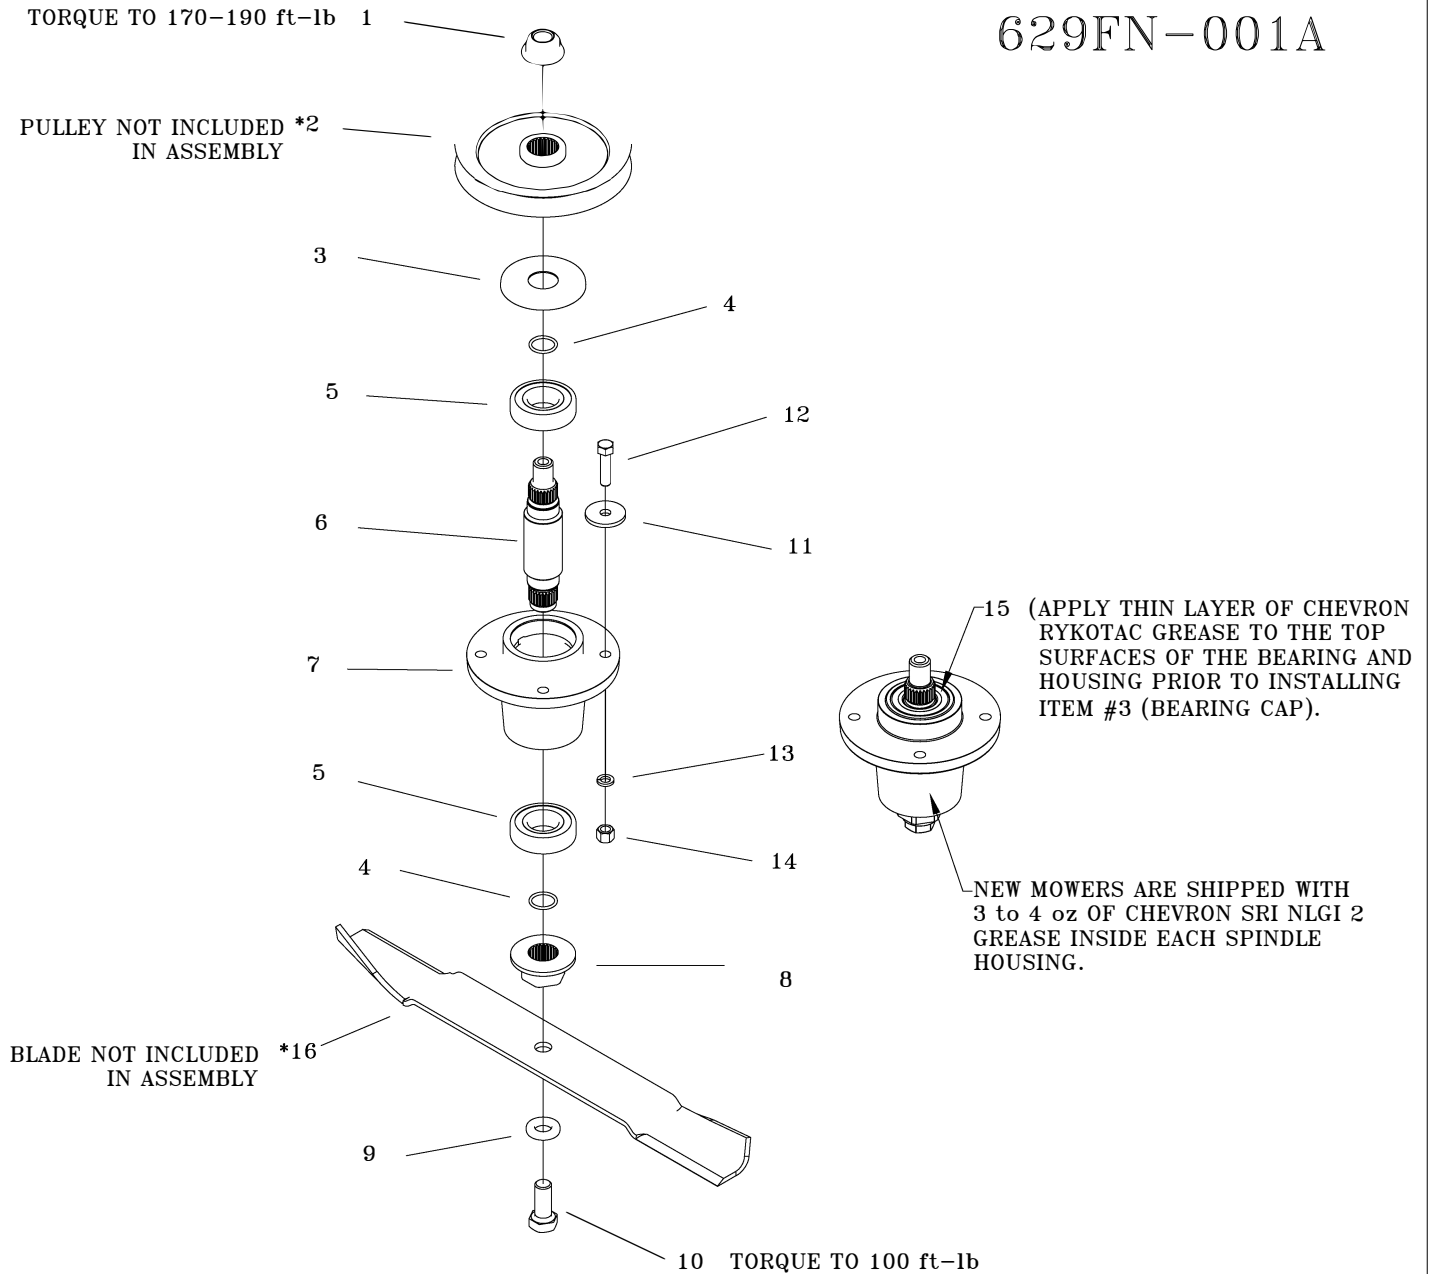 TORQUE TO 170-190 ft-lb 1
629FN-001A
PULLEY NOT INCLUDED *2
IN ASSEMBLY
3
4
5
12
6
11
15 (APPLY THIN LAYER OF CHEVRON
RYKOTAC GREASE TO THE TOP
SURFACES OF THE BEARING AND
HOUSING PRIOR TO INSTALLING
ITEM #3 (BEARING CAP).
7
13
5
14
4
NEW MOWERS ARE SHIPPED WITH
3 to 4 oz OF CHEVRON SRI NLGI 2
GREASE INSIDE EACH SPINDLE
HOUSING.
8
BLADE NOT INCLUDED *16
IN ASSEMBLY
9
10 TORQUE TO 100 ft-lb